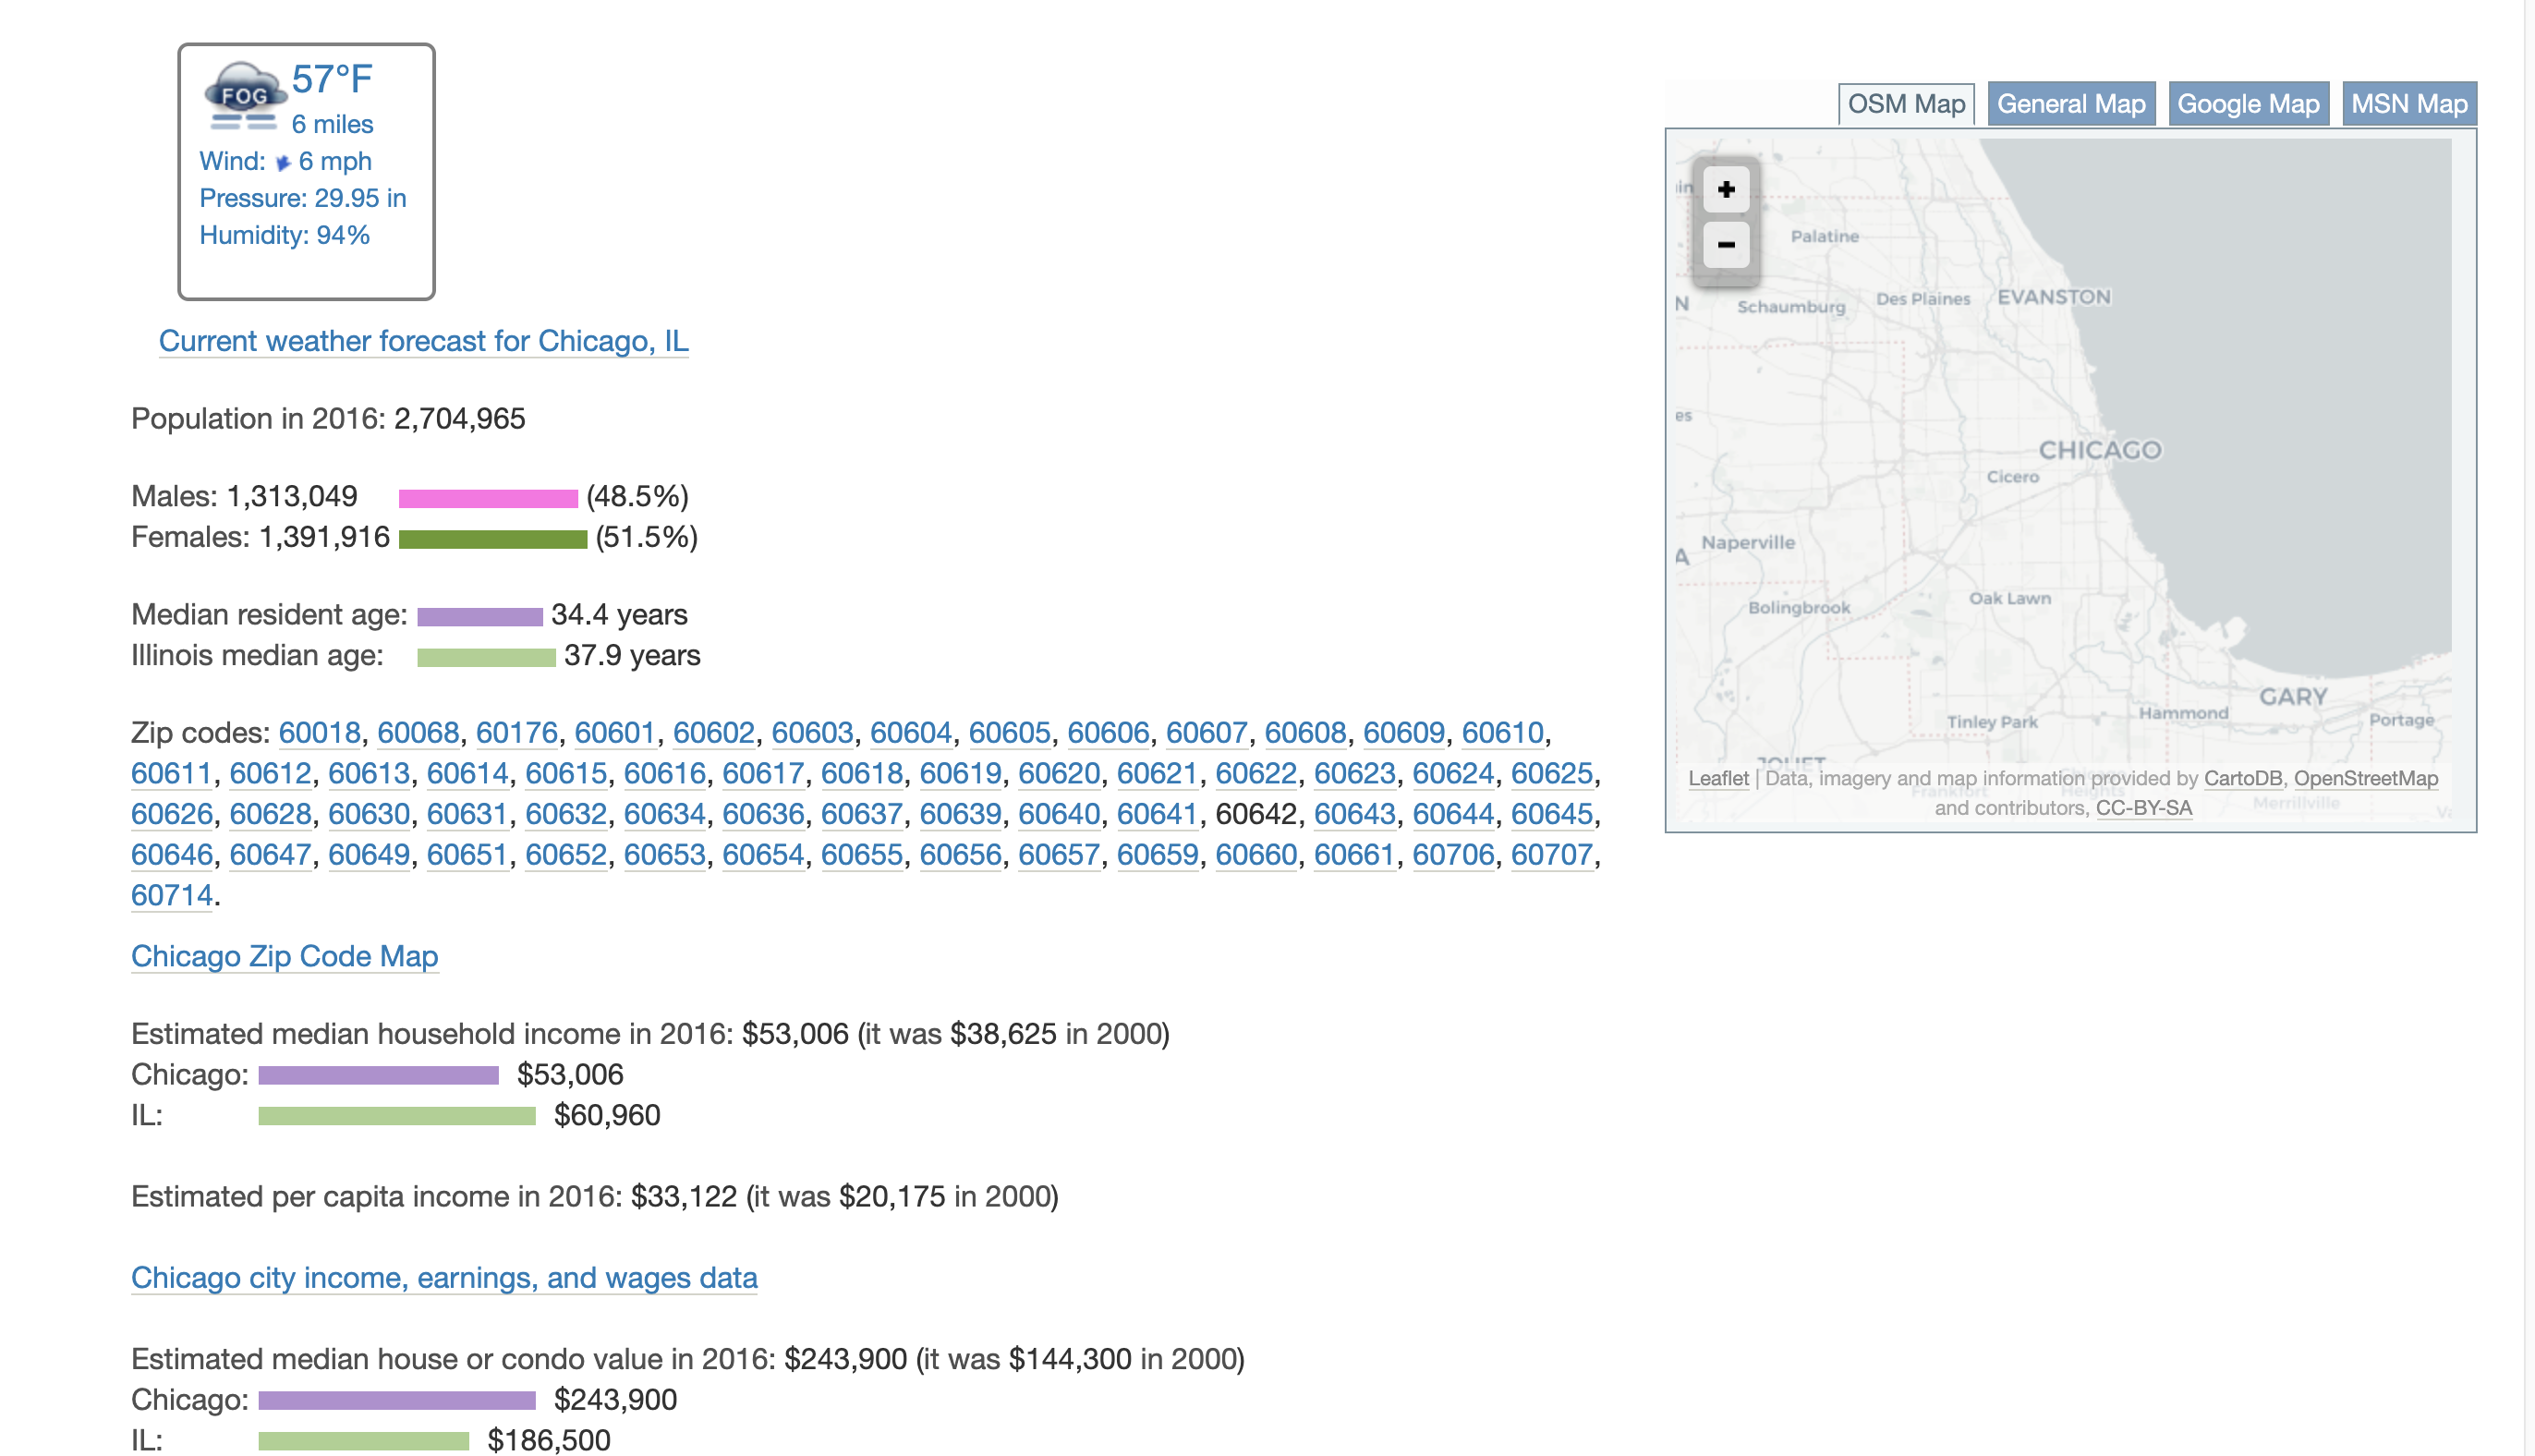 FOG 57°F
6 miles
Wind: 6 mph
Pressure: 29.95 in
Humidity: 94%
Current weather forecast for Chicago, IL
Population in 2016: 2,704,965
Males: 1,313,049 (48.5%)
Females: 1,391,916 (51.5%)
Median resident age: 34.4 years
Illinois median age: 37.9 years
Zip codes: 60018, 60068, 60176, 60601, 60602, 60603, 60604, 60605, 60606, 60607, 60608, 60609, 60610,
60611, 60612, 60613, 60614, 60615, 60616, 60617, 60618, 60619, 60620, 60621, 60622, 60623, 60624, 60625,
60626, 60628, 60630, 60631, 60632, 60634, 60636, 60637, 60639, 60640, 60641, 60642, 60643, 60644, 60645,
60646, 60647, 60649, 60651, 60652, 60653, 60654, 60655, 60656, 60657, 60659, 60660, 60661, 60706, 60707,
60714.
Chicago Zip Code Map
Estimated median household income in 2016: $53,006 (it was $38,625 in 2000)
Chicago: $53,006
IL: $60,960
Estimated per capita income in 2016: $33,122 (it was $20,175 in 2000)
Chicago city income, earnings, and wages data
Estimated median house or condo value in 2016: $243,900 (it was $144,300 in 2000)
Chicago: $243,900
IL: $186,500
OSM Map General Map Google Map MSN Map
+
−
Palatine
Schaumburg Des Plaines EVANSTON
CHICAGO
Cicero
Naperville
Bolingbrook Oak Lawn
GARY
Tinley Park Hammond Portage
JOLIET
Leaflet | Data, imagery and map information provided by CartoDB, OpenStreetMap
and contributors, CC-BY-SA
Frankfort Heights Merrillville